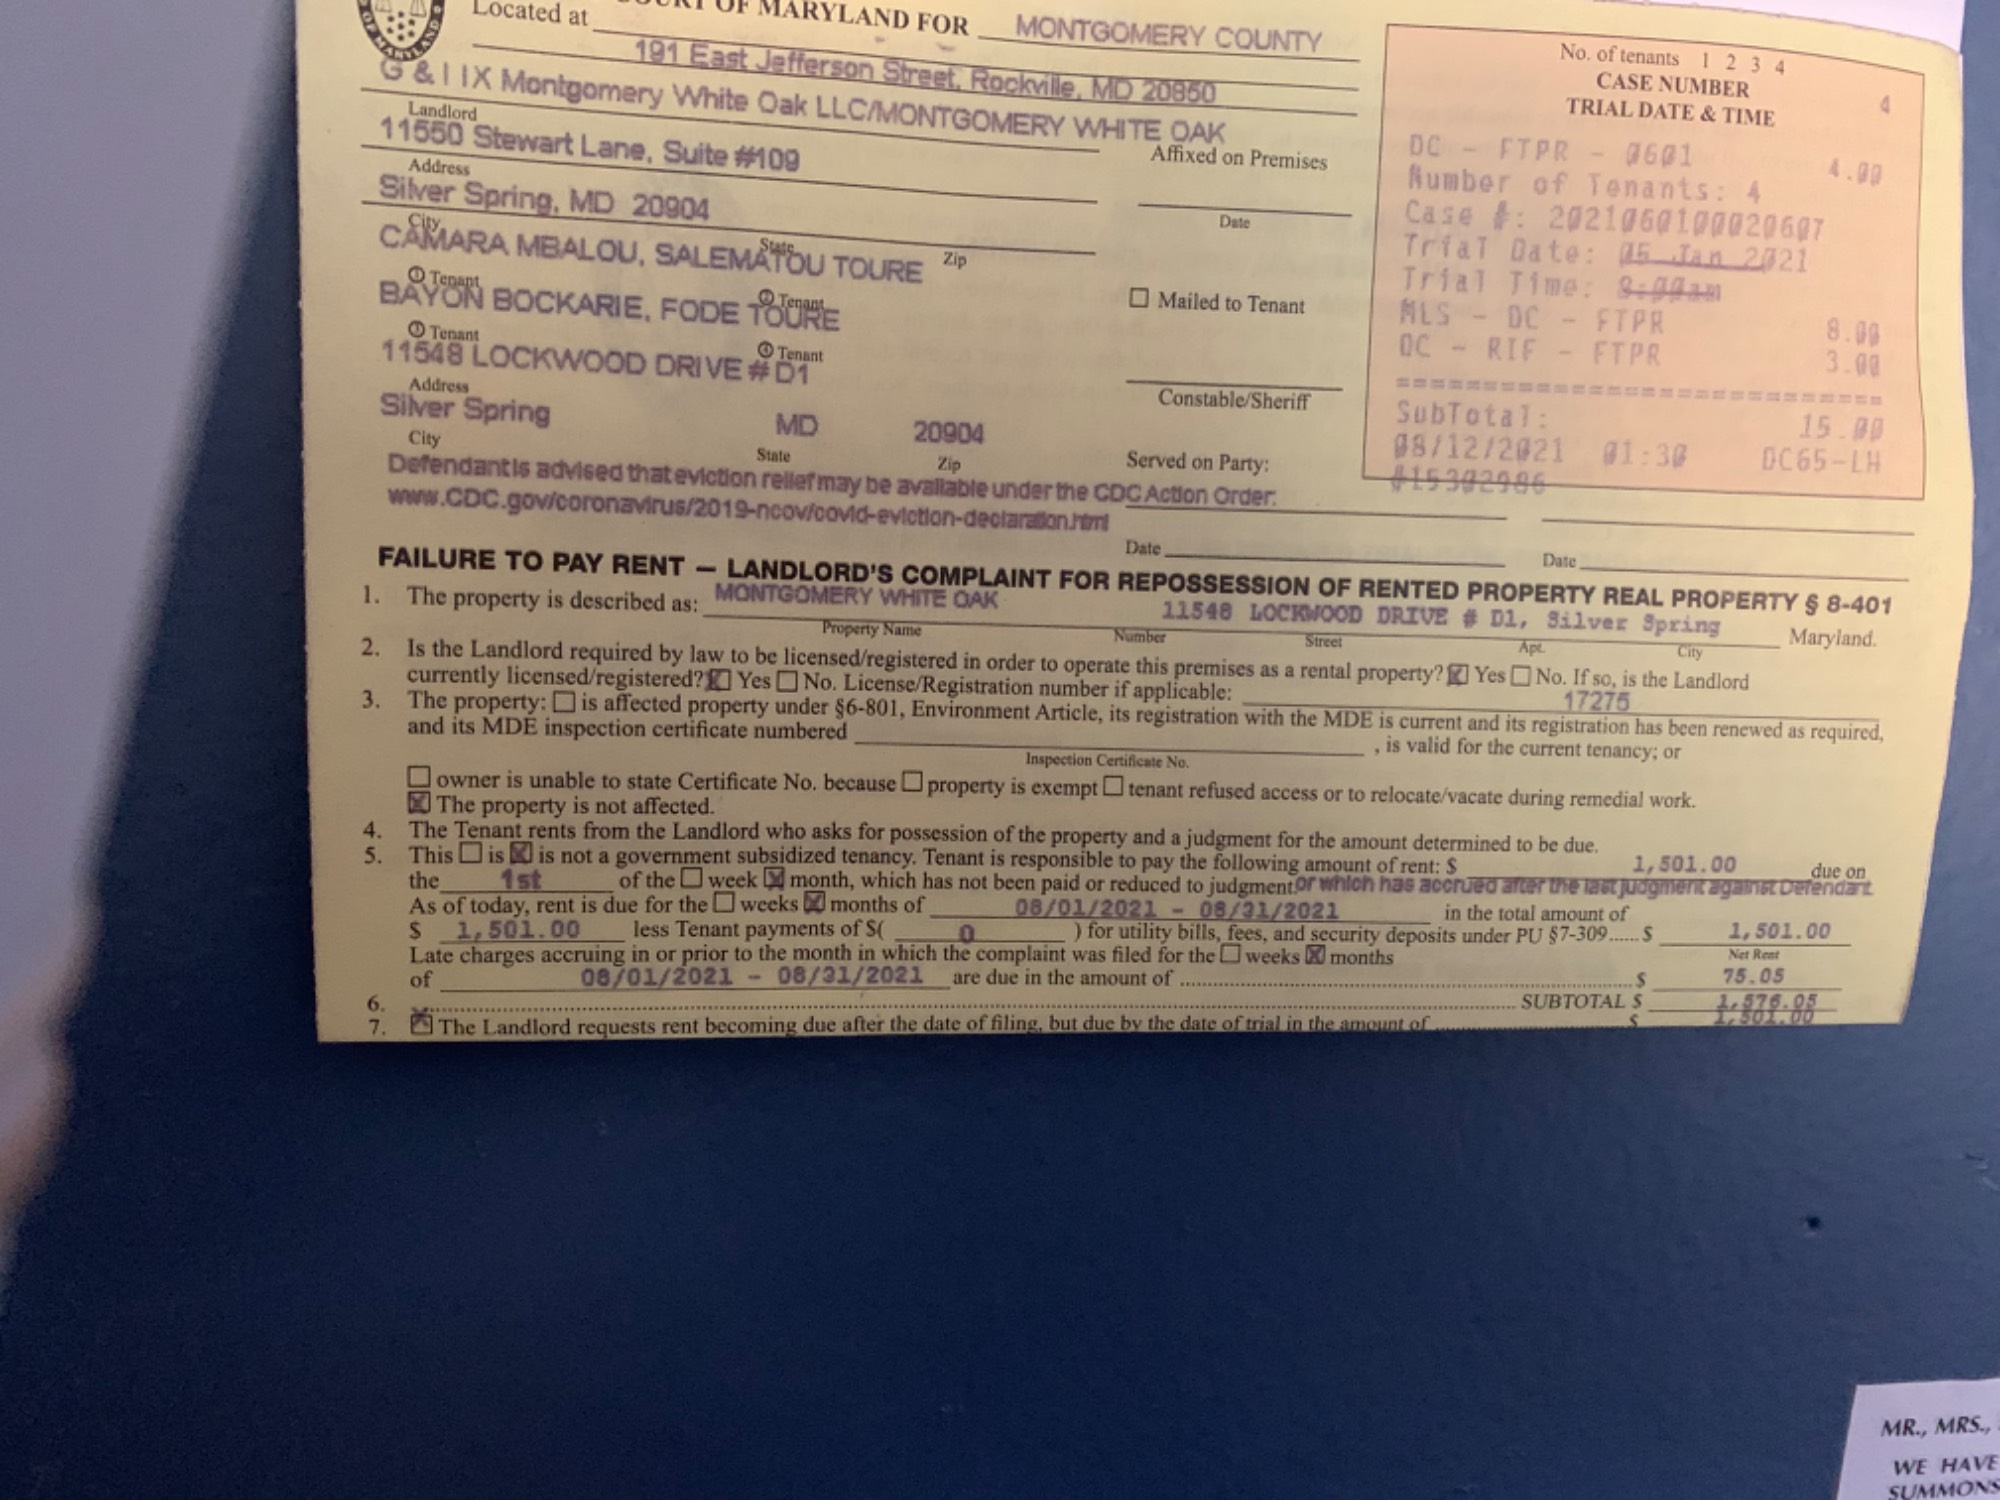 COURT OF MARYLAND FOR MONTGOMERY COUNTY
Located at 191 East Jefferson Street, Rockville, MD 20850
OF MARYLAND
G & I IX Montgomery White Oak LLC/MONTGOMERY WHITE OAK
Landlord
11550 Stewart Lane, Suite #109
Address
Silver Spring, MD 20904
City State Zip
CAMARA MBALOU, SALEMATOU TOURE
① Tenant ② Tenant
BAYON BOCKARIE, FODE TOURE
③ Tenant ④ Tenant
11548 LOCKWOOD DRIVE # D1
Address
Silver Spring MD 20904
City State Zip
Defendant is advised that eviction relief may be available under the CDC Action Order:
www.CDC.gov/coronavirus/2019-ncov/covid-eviction-declaration.html
Affixed on Premises
Date
☐ Mailed to Tenant
Constable/Sheriff
Served on Party:
Date Date
No. of tenants 1 2 3 4
CASE NUMBER 4
TRIAL DATE & TIME
DC - FTPR - 0601 4.00
Number of Tenants: 4
Case #: 202106010002060​7
Trial Date: 05 Jan 2021
Trial Time: 8:00am
MLS - DC - FTPR 8.00
DC - RIF - FTPR 3.00
==========================
SubTotal: 15.00
08/12/2021 01:30 DC65-LH
#15302986
FAILURE TO PAY RENT — LANDLORD'S COMPLAINT FOR REPOSSESSION OF RENTED PROPERTY REAL PROPERTY § 8-401
1. The property is described as: MONTGOMERY WHITE OAK 11548 LOCKWOOD DRIVE # D1, Silver Spring Maryland.
Property Name Number Street Apt. City
2. Is the Landlord required by law to be licensed/registered in order to operate this premises as a rental property? ☒ Yes ☐ No. If so, is the Landlord
currently licensed/registered? ☒ Yes ☐ No. License/Registration number if applicable: 17275
3. The property: ☐ is affected property under §6-801, Environment Article, its registration with the MDE is current and its registration has been renewed as required,
and its MDE inspection certificate numbered , is valid for the current tenancy; or
Inspection Certificate No.
☐ owner is unable to state Certificate No. because ☐ property is exempt ☐ tenant refused access or to relocate/vacate during remedial work.
☒ The property is not affected.
4. The Tenant rents from the Landlord who asks for possession of the property and a judgment for the amount determined to be due.
5. This ☐ is ☒ is not a government subsidized tenancy. Tenant is responsible to pay the following amount of rent: $ 1,501.00 due on
the 1st of the ☐ week ☒ month, which has not been paid or reduced to judgment or which has accrued after the last judgment against Defendant.
As of today, rent is due for the ☐ weeks ☒ months of 08/01/2021 - 08/31/2021 in the total amount of
$ 1,501.00 less Tenant payments of $( 0 ) for utility bills, fees, and security deposits under PU §7-309...... $ 1,501.00
Net Rent
Late charges accruing in or prior to the month in which the complaint was filed for the ☐ weeks ☒ months
of 08/01/2021 - 08/31/2021 are due in the amount of $ 75.05
6. SUBTOTAL $ 1,576.05
7. ☒ The Landlord requests rent becoming due after the date of filing, but due by the date of trial in the amount of $ 1,501.00
MR., MRS.,
WE HAVE
SUMMONS